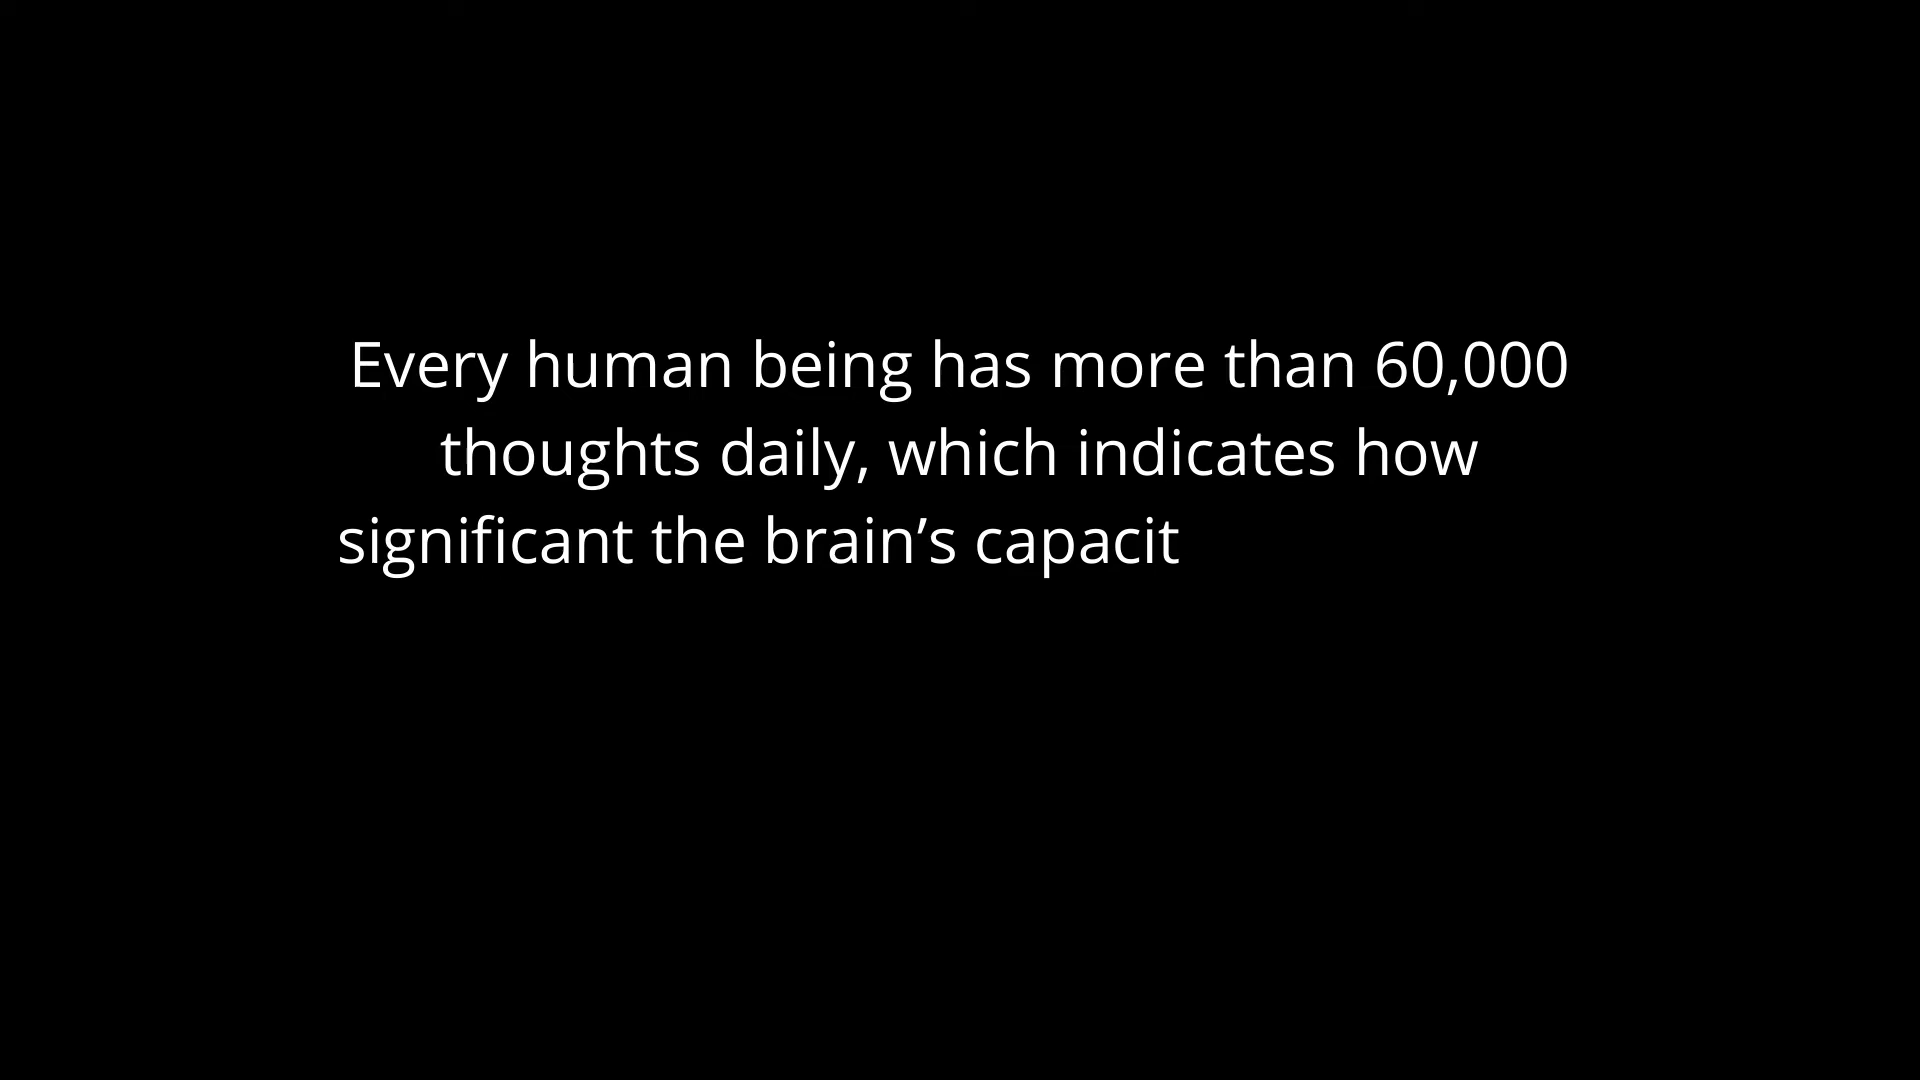 Every human being has more than 60,000
thoughts daily, which indicates how
significant the brain’s capacit